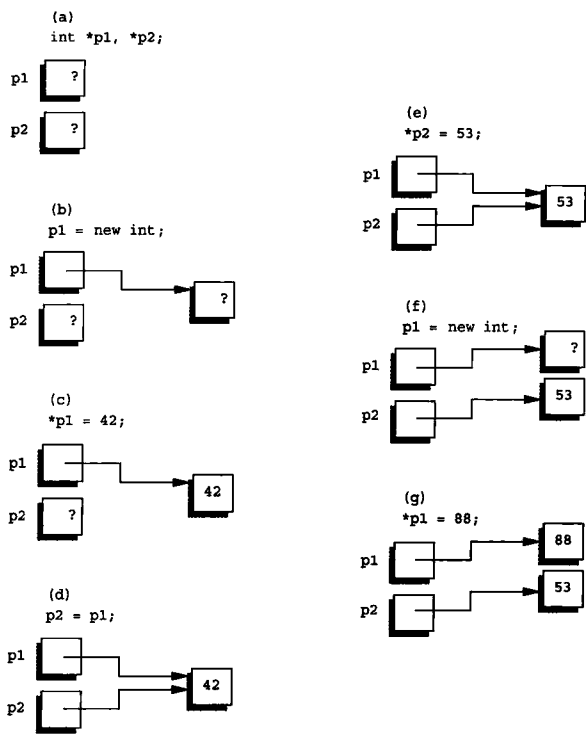 (a)
int *p1, *p2;
p1 ?
p2 ?
(b)
p1 = new int;
p1
?
p2 ?
(c)
*p1 = 42;
p1
42
p2 ?
(d)
p2 = p1;
p1
42
p2
(e)
*p2 = 53;
p1
53
p2
(f)
p1 = new int;
p1 ?
p2 53
(g)
*p1 = 88;
p1 88
p2 53